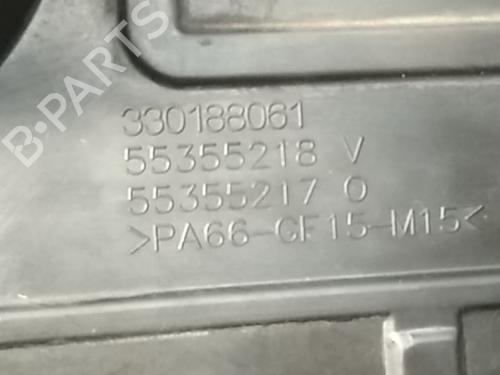 B-PARTS
330188061
55355218 V
55355217 O
>PA66-GF15-M15<